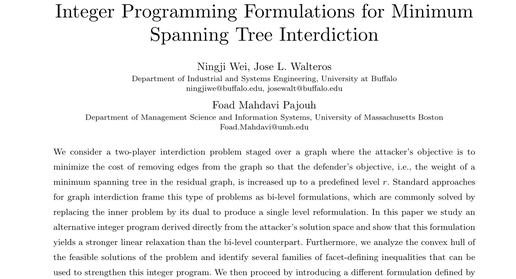 Integer Programming Formulations for Minimum
Spanning Tree Interdiction
Ningji Wei, Jose L. Walteros
Department of Industrial and Systems Engineering, University at Buffalo
ningjiwe@buffalo.edu, josewalt@buffalo.edu
Foad Mahdavi Pajouh
Department of Management Science and Information Systems, University of Massachusetts Boston
Foad.Mahdavi@umb.edu
We consider a two-player interdiction problem staged over a graph where the attacker's objective is to
minimize the cost of removing edges from the graph so that the defender's objective, i.e., the weight of a
minimum spanning tree in the residual graph, is increased up to a predefined level r. Standard approaches
for graph interdiction frame this type of problems as bi-level formulations, which are commonly solved by
replacing the inner problem by its dual to produce a single level reformulation. In this paper we study an
alternative integer program derived directly from the attacker's solution space and show that this formulation
yields a stronger linear relaxation than the bi-level counterpart. Furthermore, we analyze the convex hull of
the feasible solutions of the problem and identify several families of facet-defining inequalities that can be
used to strengthen this integer program. We then proceed by introducing a different formulation defined by